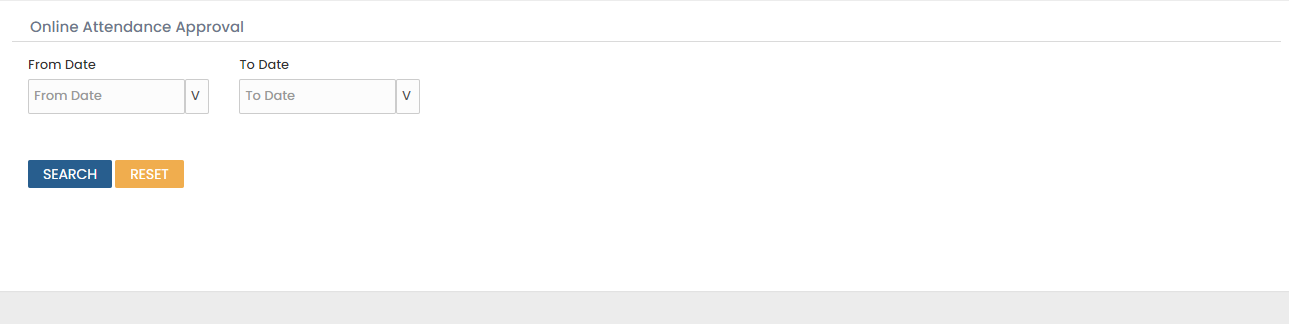 Online Attendance Approval
From Date To Date
From Date V To Date V
SEARCH RESET